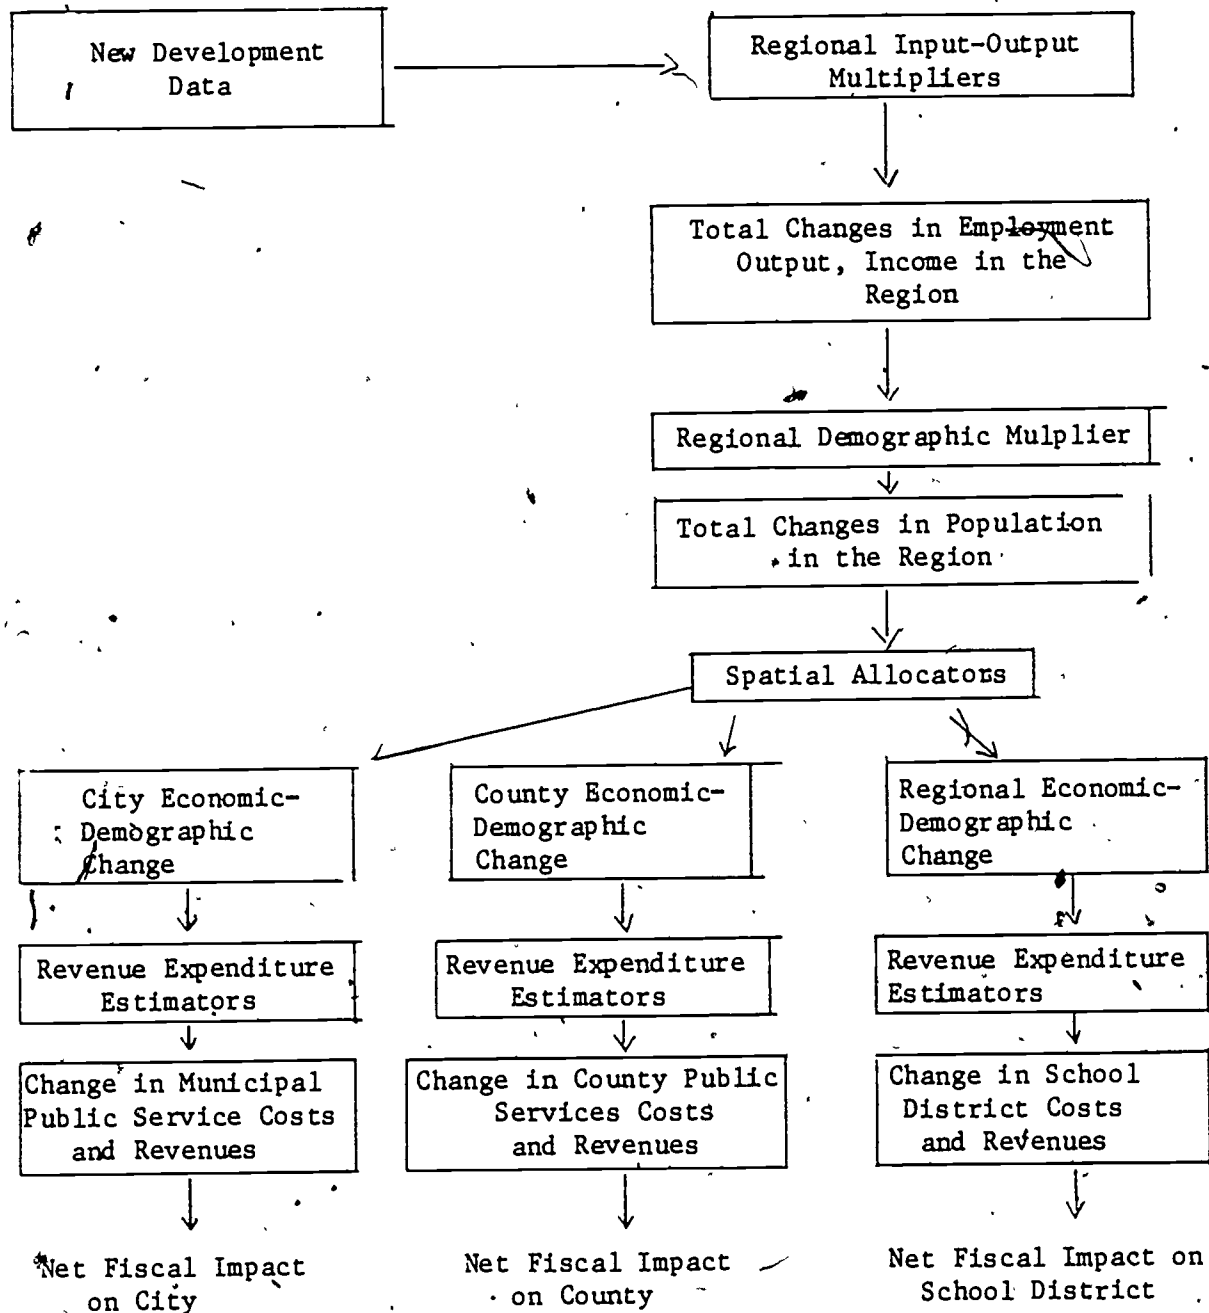 New Development
Data
Regional Input-Output
Multipliers
Total Changes in Employment
Output, Income in the
Region
Regional Demographic Mulplier
Total Changes in Population
in the Region
Spatial Allocators
City Economic-
Demographic
Change
County Economic-
Demographic
Change
Regional Economic-
Demographic
Change
Revenue Expenditure
Estimators
Revenue Expenditure
Estimators
Revenue Expenditure
Estimators
Change in Municipal
Public Service Costs
and Revenues
Change in County Public
Services Costs
and Revenues
Change in School
District Costs
and Revenues
Net Fiscal Impact
on City
Net Fiscal Impact
on County
Net Fiscal Impact on
School District